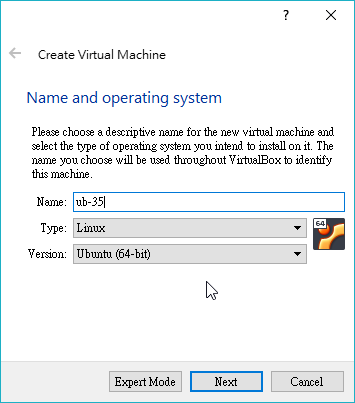 ?
Create Virtual Machine
Name and operating system
Please choose a descriptive name for the new virtual machine and
select the type of operating system you intend to install on it. The
name you choose will be used throughout VirtualBox to identify
this machine.
Name: ub-35
64
Type: Linux
Version: Ubuntu (64-bit)
Expert Mode Next Cancel